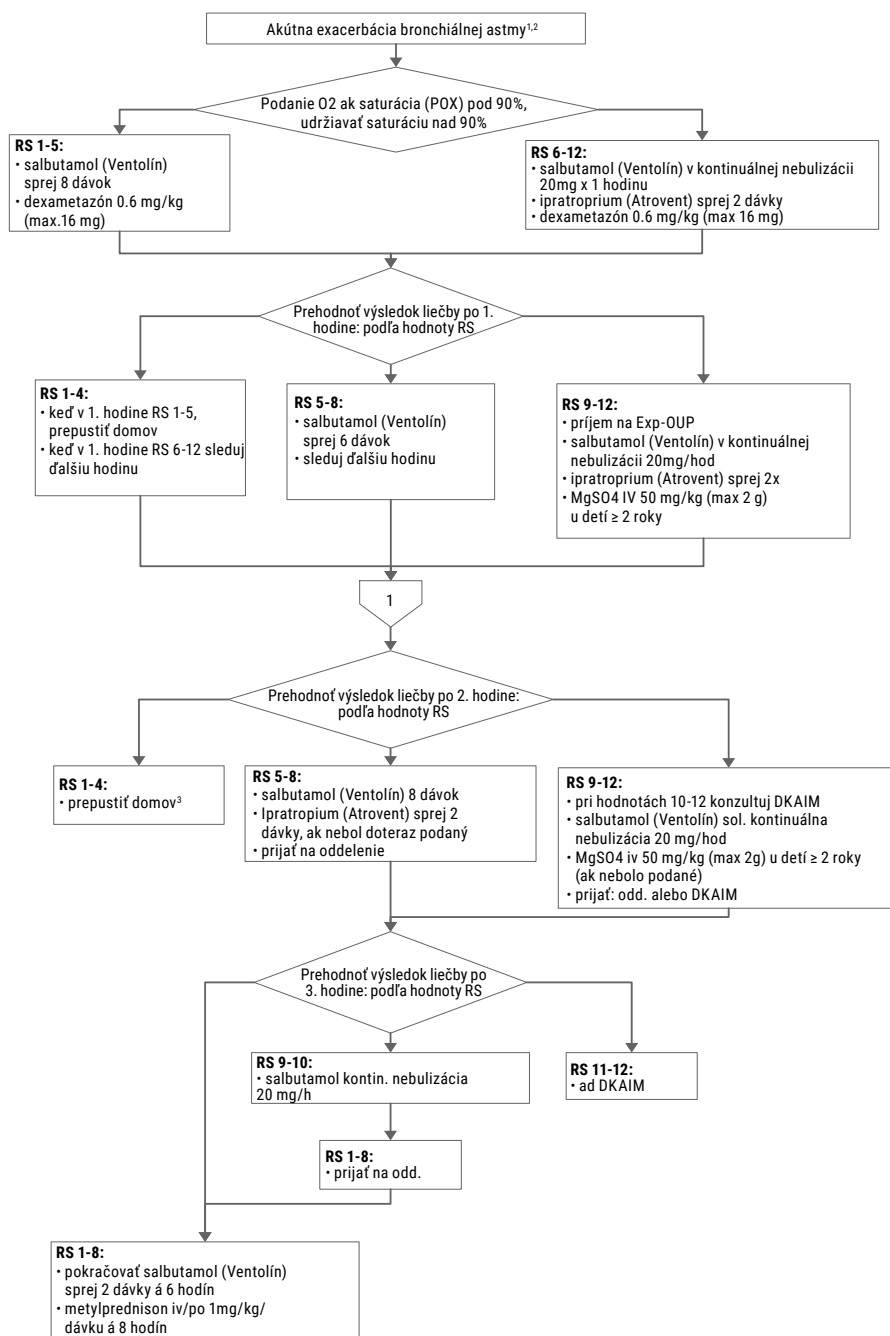 Akútna exacerbácia bronchiálnej astmy1,2
Podanie O2 ak saturácia (POX) pod 90%,
udržiavať saturáciu nad 90%
RS 1-5:
• salbutamol (Ventolín)
sprej 8 dávok
• dexametazón 0.6 mg/kg
(max.16 mg)
RS 6-12:
• salbutamol (Ventolín) v kontinuálnej nebulizácii
20mg x 1 hodinu
• ipratroprium (Atrovent) sprej 2 dávky
• dexametazón 0.6 mg/kg (max 16 mg)
Prehodnoť výsledok liečby po 1.
hodine: podľa hodnoty RS
RS 1-4:
• keď v 1. hodine RS 1-5,
prepustiť domov
• keď v 1. hodine RS 6-12 sleduj
ďalšiu hodinu
RS 5-8:
• salbutamol (Ventolín)
sprej 6 dávok
• sleduj ďalšiu hodinu
RS 9-12:
• príjem na Exp-OUP
• salbutamol (Ventolín) v kontinuálnej
nebulizácii 20mg/hod
• ipratroprium (Atrovent) sprej 2x
• MgSO4 IV 50 mg/kg (max 2 g)
u detí ≥ 2 roky
1
Prehodnoť výsledok liečby po 2. hodine:
podľa hodnoty RS
RS 1-4:
• prepustiť domov3
RS 5-8:
• salbutamol (Ventolín) 8 dávok
• Ipratropium (Atrovent) sprej 2
dávky, ak nebol doteraz podaný
• prijať na oddelenie
RS 9-12:
• pri hodnotách 10-12 konzultuj DKAIM
• salbutamol (Ventolín) sol. kontinuálna
nebulizácia 20 mg/hod
• MgSO4 iv 50 mg/kg (max 2g) u detí ≥ 2 roky
(ak nebolo podané)
• prijať: odd. alebo DKAIM
Prehodnoť výsledok liečby po
3. hodine: podľa hodnoty RS
RS 9-10:
• salbutamol kontin. nebulizácia
20 mg/h
RS 11-12:
• ad DKAIM
RS 1-8:
• prijať na odd.
RS 1-8:
• pokračovať salbutamol (Ventolín)
sprej 2 dávky á 6 hodín
• metylprednison iv/po 1mg/kg/
dávku á 8 hodín